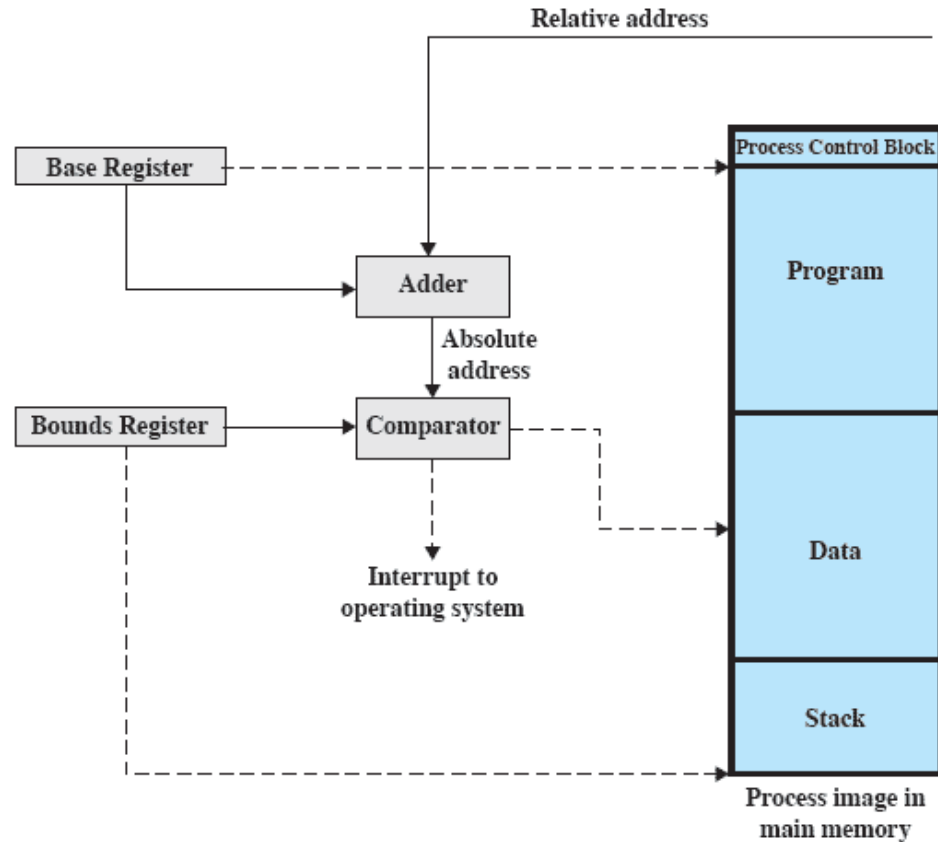 Relative address
Process Control Block
Base Register
Program
Adder
Absolute
address
Bounds Register
Comparator
Data
Interrupt to
operating system
Stack
Process image in
main memory